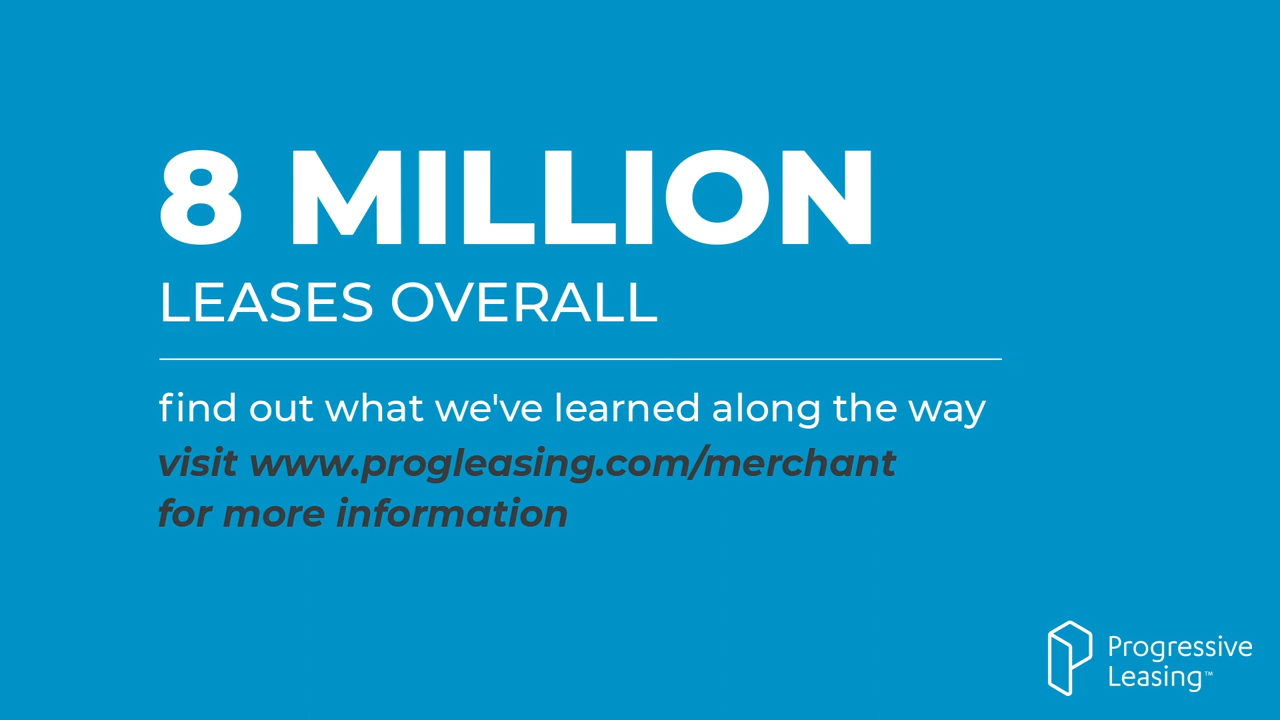 8 MILLION
LEASES OVERALL
find out what we've learned along the way
visit www.progleasing.com/merchant
for more information
Progressive
Leasing™